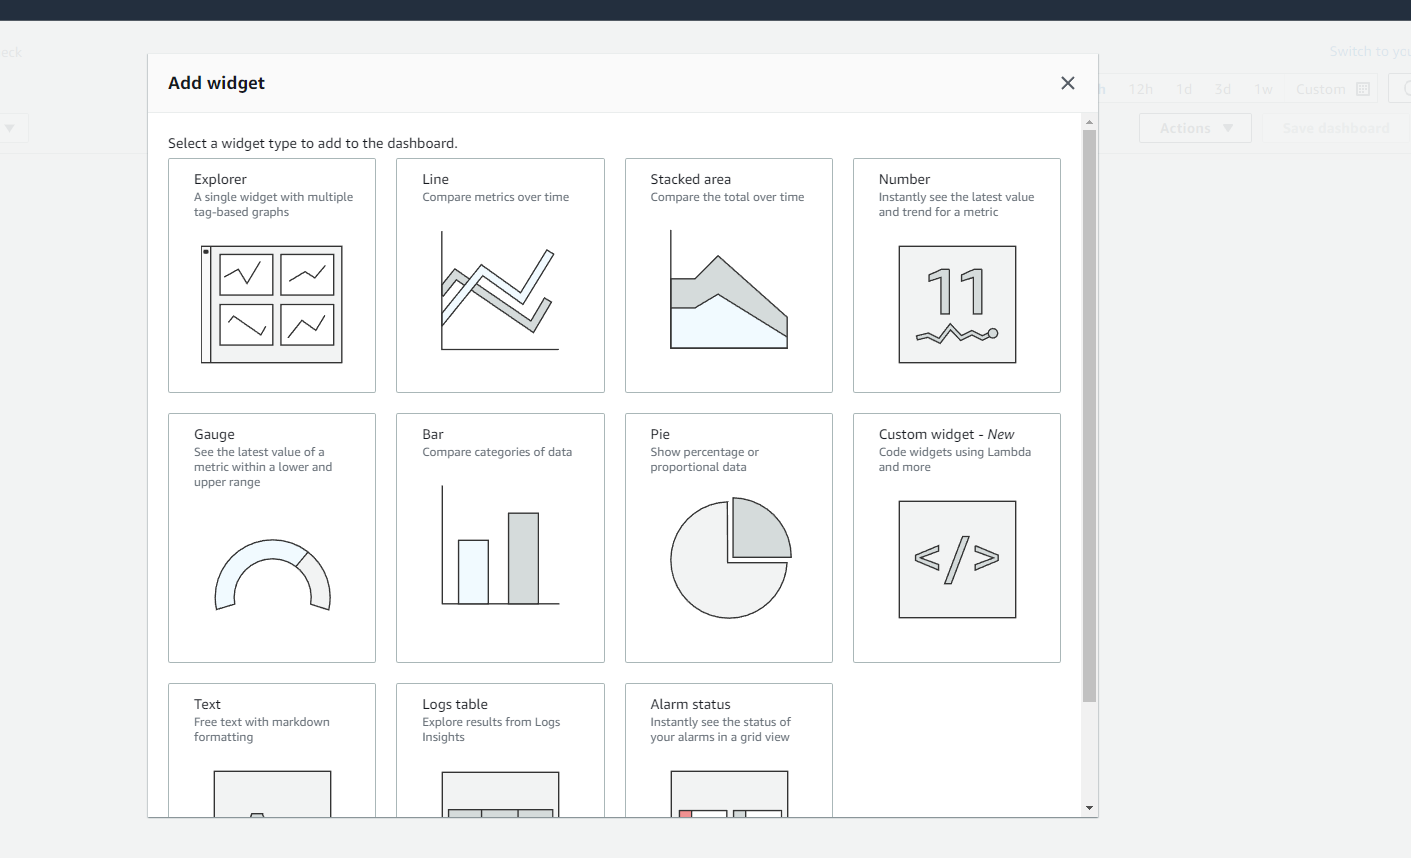 eck
Switch to you
Add widget
h 12h 1d 3d 1w Custom
Actions
Save dashboard
Select a widget type to add to the dashboard.
Explorer
A single widget with multiple
tag-based graphs
Line
Compare metrics over time
Stacked area
Compare the total over time
Number
Instantly see the latest value
and trend for a metric
11
Gauge
See the latest value of a
metric within a lower and
upper range
Bar
Compare categories of data
Pie
Show percentage or
proportional data
Custom widget - New
Code widgets using Lambda
and more
</>
Text
Free text with markdown
formatting
Logs table
Explore results from Logs
Insights
Alarm status
Instantly see the status of
your alarms in a grid view